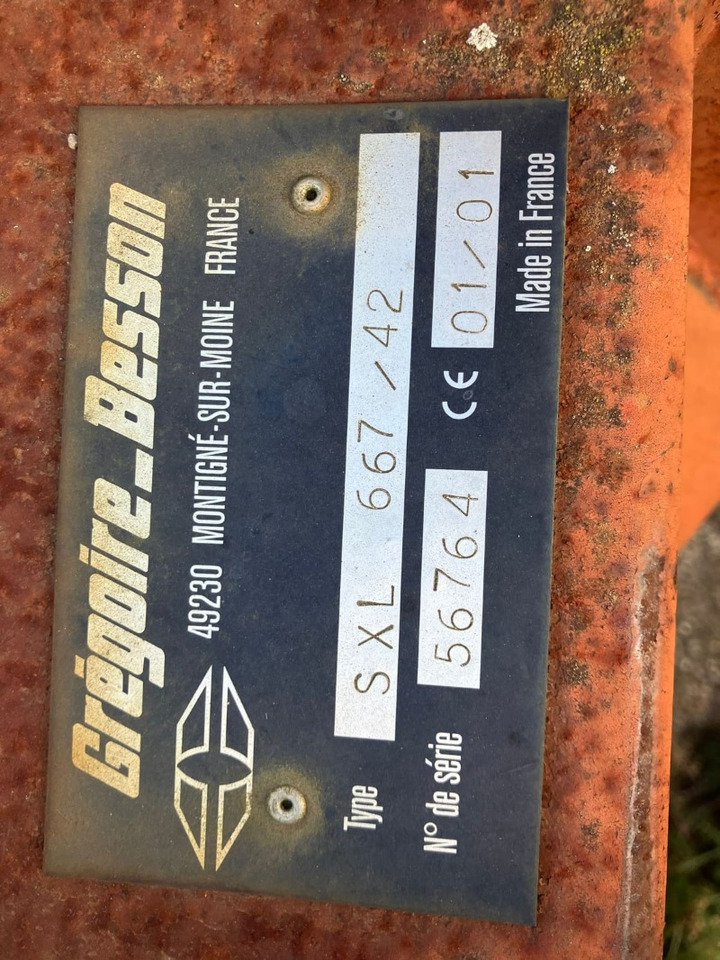 Grégoire_Besson
49230 MONTIGNÉ-SUR-MOINE FRANCE
Type SXL 667/42
N° de série 56764 CE 01/01
Made in France